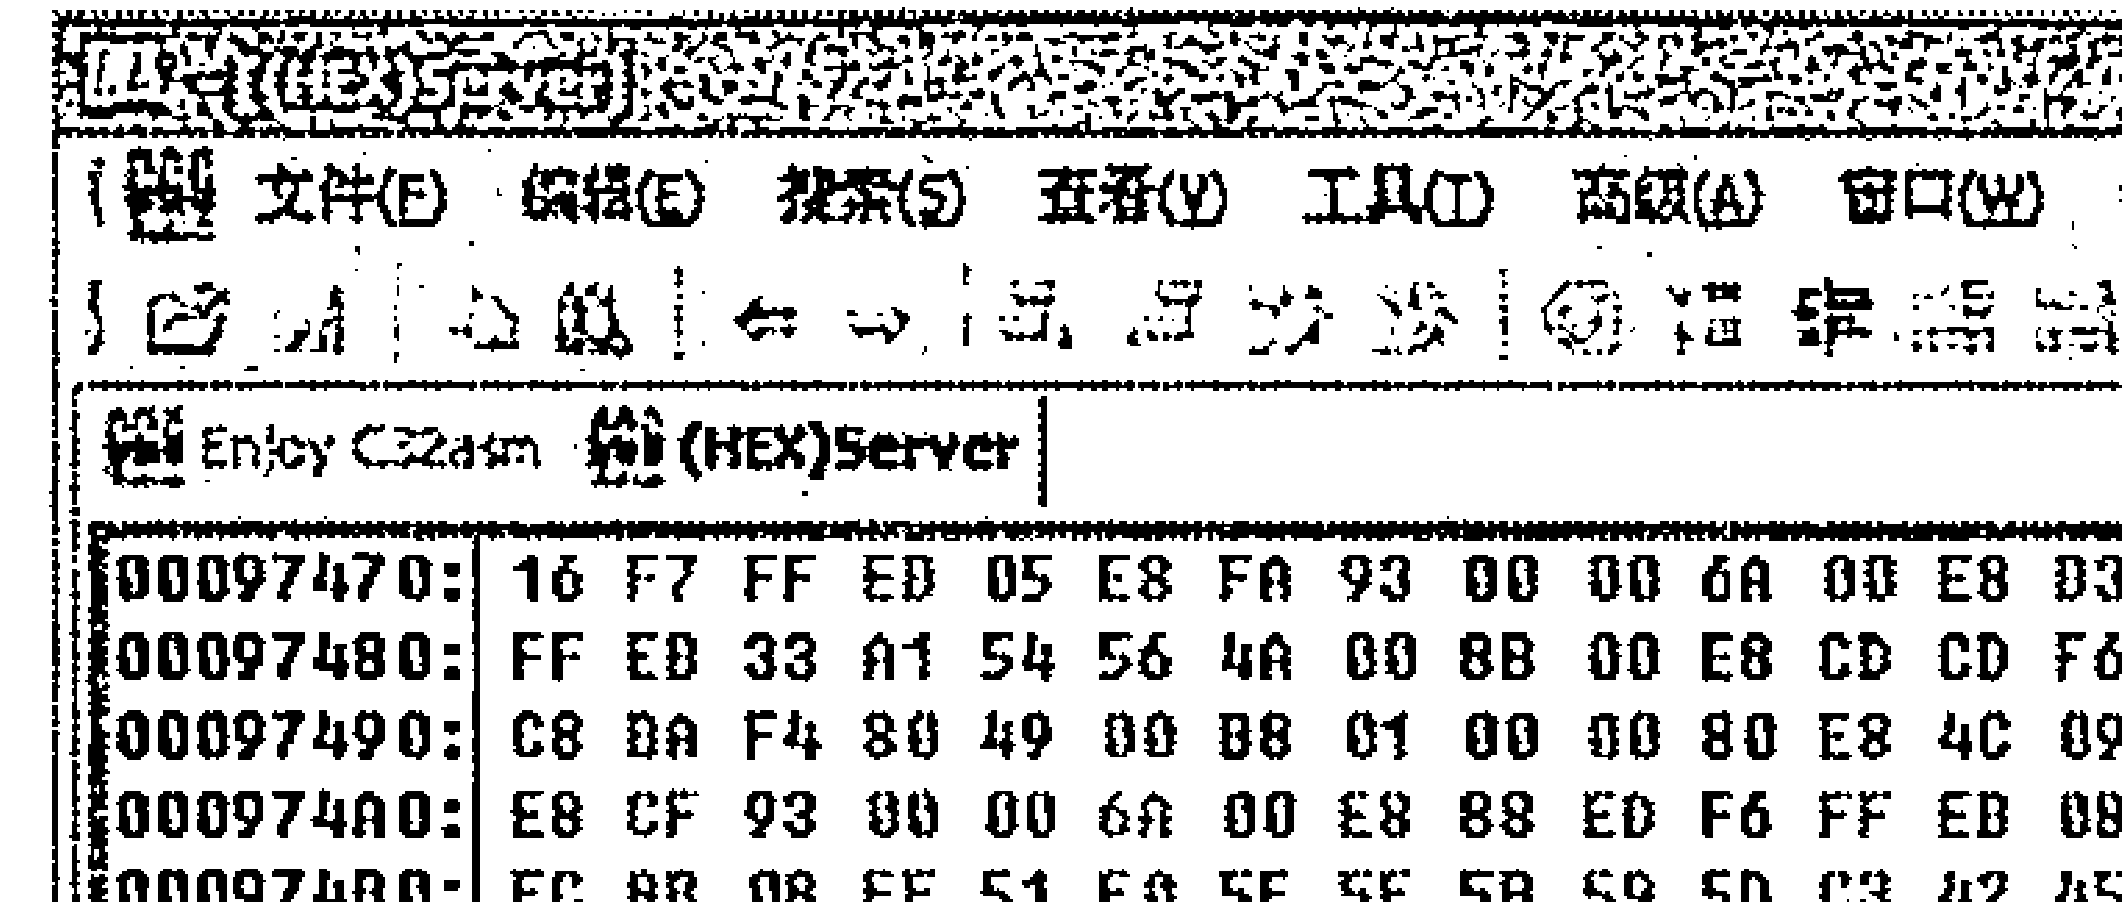 (HEX)Server
文件(F) 编辑(E) 搜索(S) 查看(V) 工具(T) 高级(A) 窗口(W)
Enjoy C32asm (HEX)Server
00097470: 16 F7 FF EB 05 E8 FA 93 00 00 6A 00 E8 D3
00097480: FF EB 33 A1 54 56 4A 00 8B 00 E8 CD CD F6
00097490: C8 BA F4 80 49 00 B8 01 00 00 80 E8 4C 09
000974A0: E8 CF 93 00 00 6A 00 E8 88 ED F6 FF EB 08
000974B0: